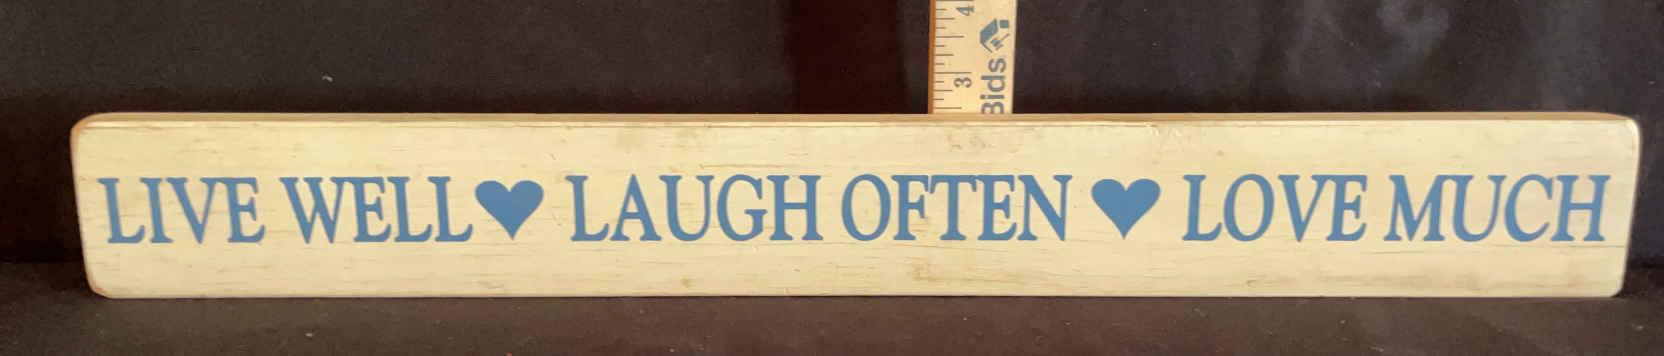 LIVE WELL ♥ LAUGH OFTEN ♥ LOVE MUCH
4
3
Bids